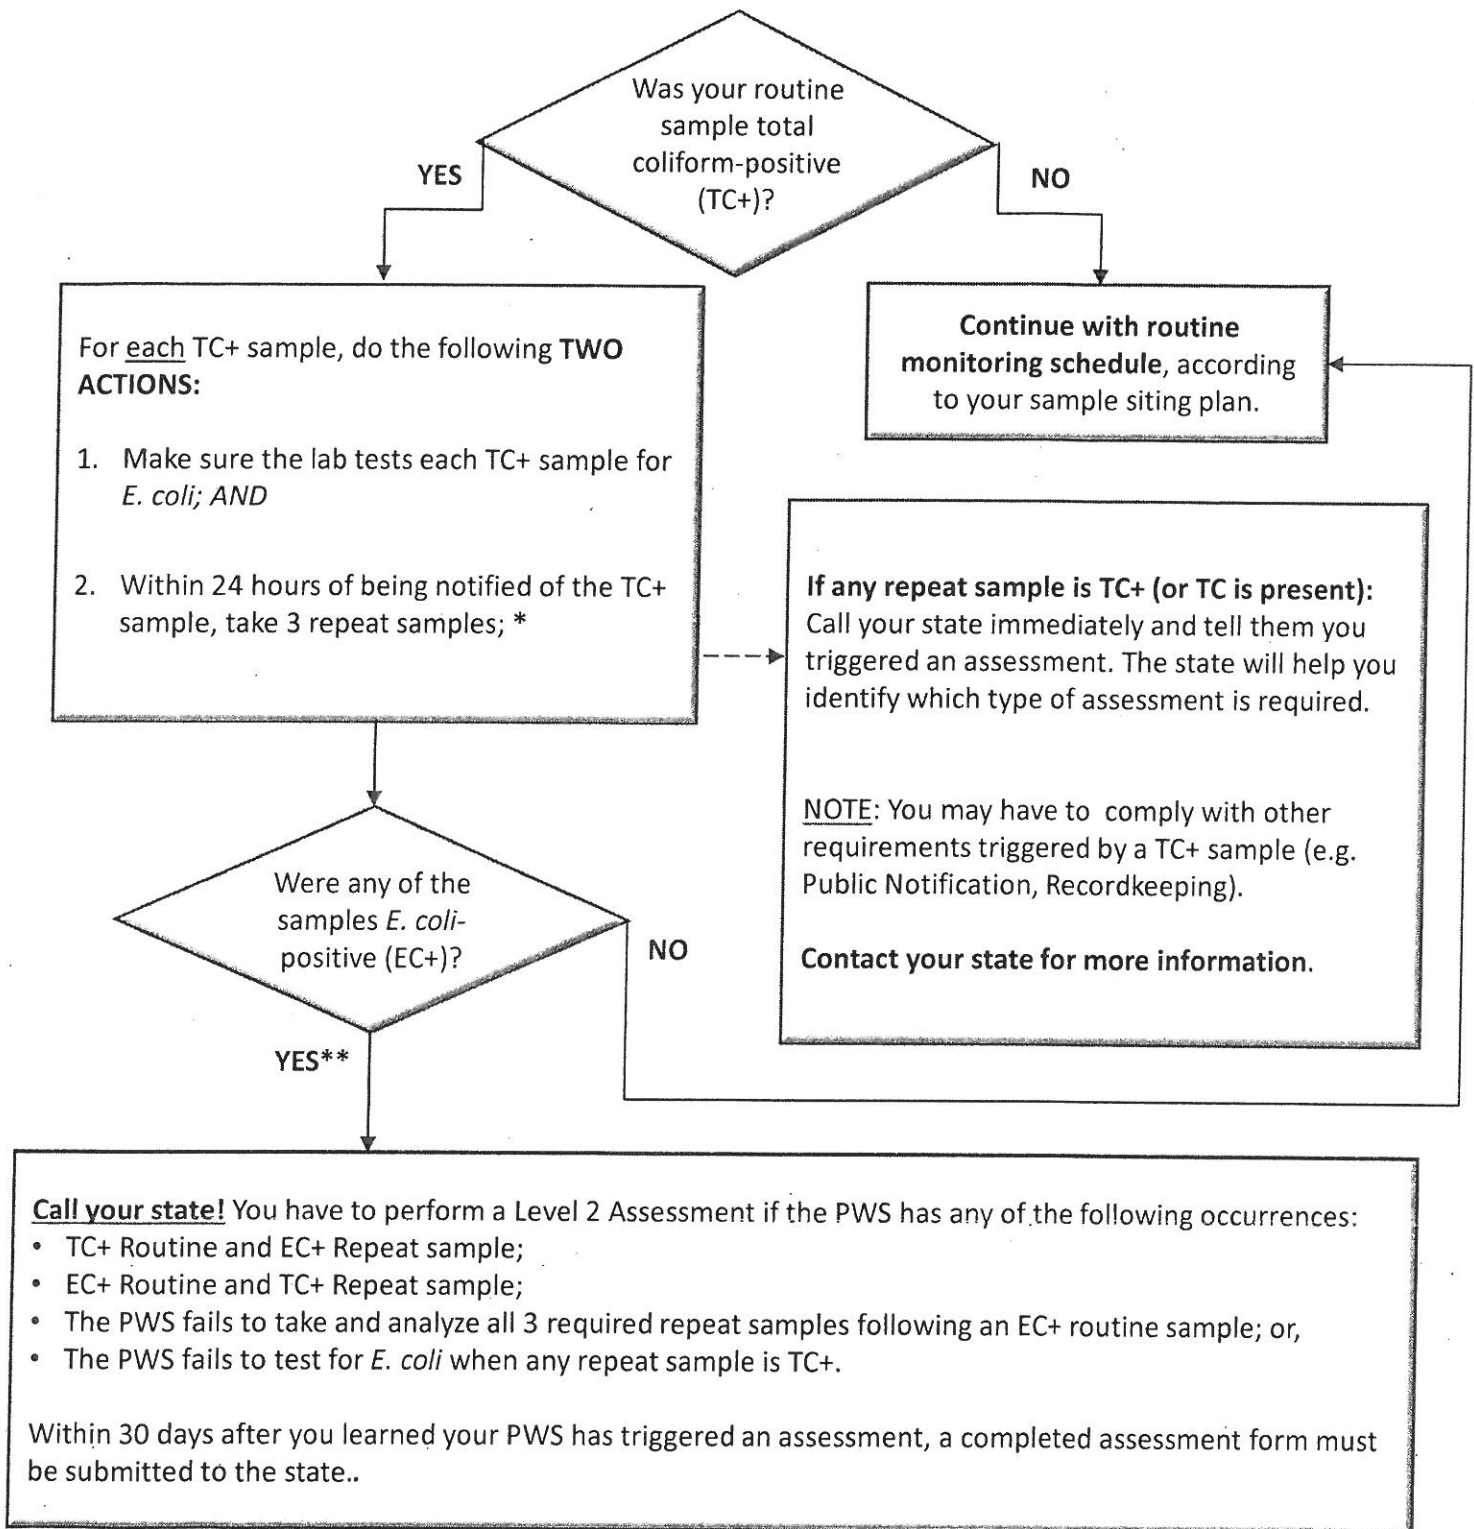 Was your routine
sample total
coliform-positive
(TC+)?
YES
NO
For each TC+ sample, do the following TWO
ACTIONS:
1. Make sure the lab tests each TC+ sample for
E. coli; AND
2. Within 24 hours of being notified of the TC+
sample, take 3 repeat samples; *
Continue with routine
monitoring schedule, according
to your sample siting plan.
If any repeat sample is TC+ (or TC is present):
Call your state immediately and tell them you
triggered an assessment. The state will help you
identify which type of assessment is required.
NOTE: You may have to comply with other
requirements triggered by a TC+ sample (e.g.
Public Notification, Recordkeeping).
Contact your state for more information.
Were any of the
samples E. coli-
positive (EC+)?
NO
YES**
Call your state! You have to perform a Level 2 Assessment if the PWS has any of the following occurrences:
• TC+ Routine and EC+ Repeat sample;
• EC+ Routine and TC+ Repeat sample;
• The PWS fails to take and analyze all 3 required repeat samples following an EC+ routine sample; or,
• The PWS fails to test for E. coli when any repeat sample is TC+.
Within 30 days after you learned your PWS has triggered an assessment, a completed assessment form must
be submitted to the state..